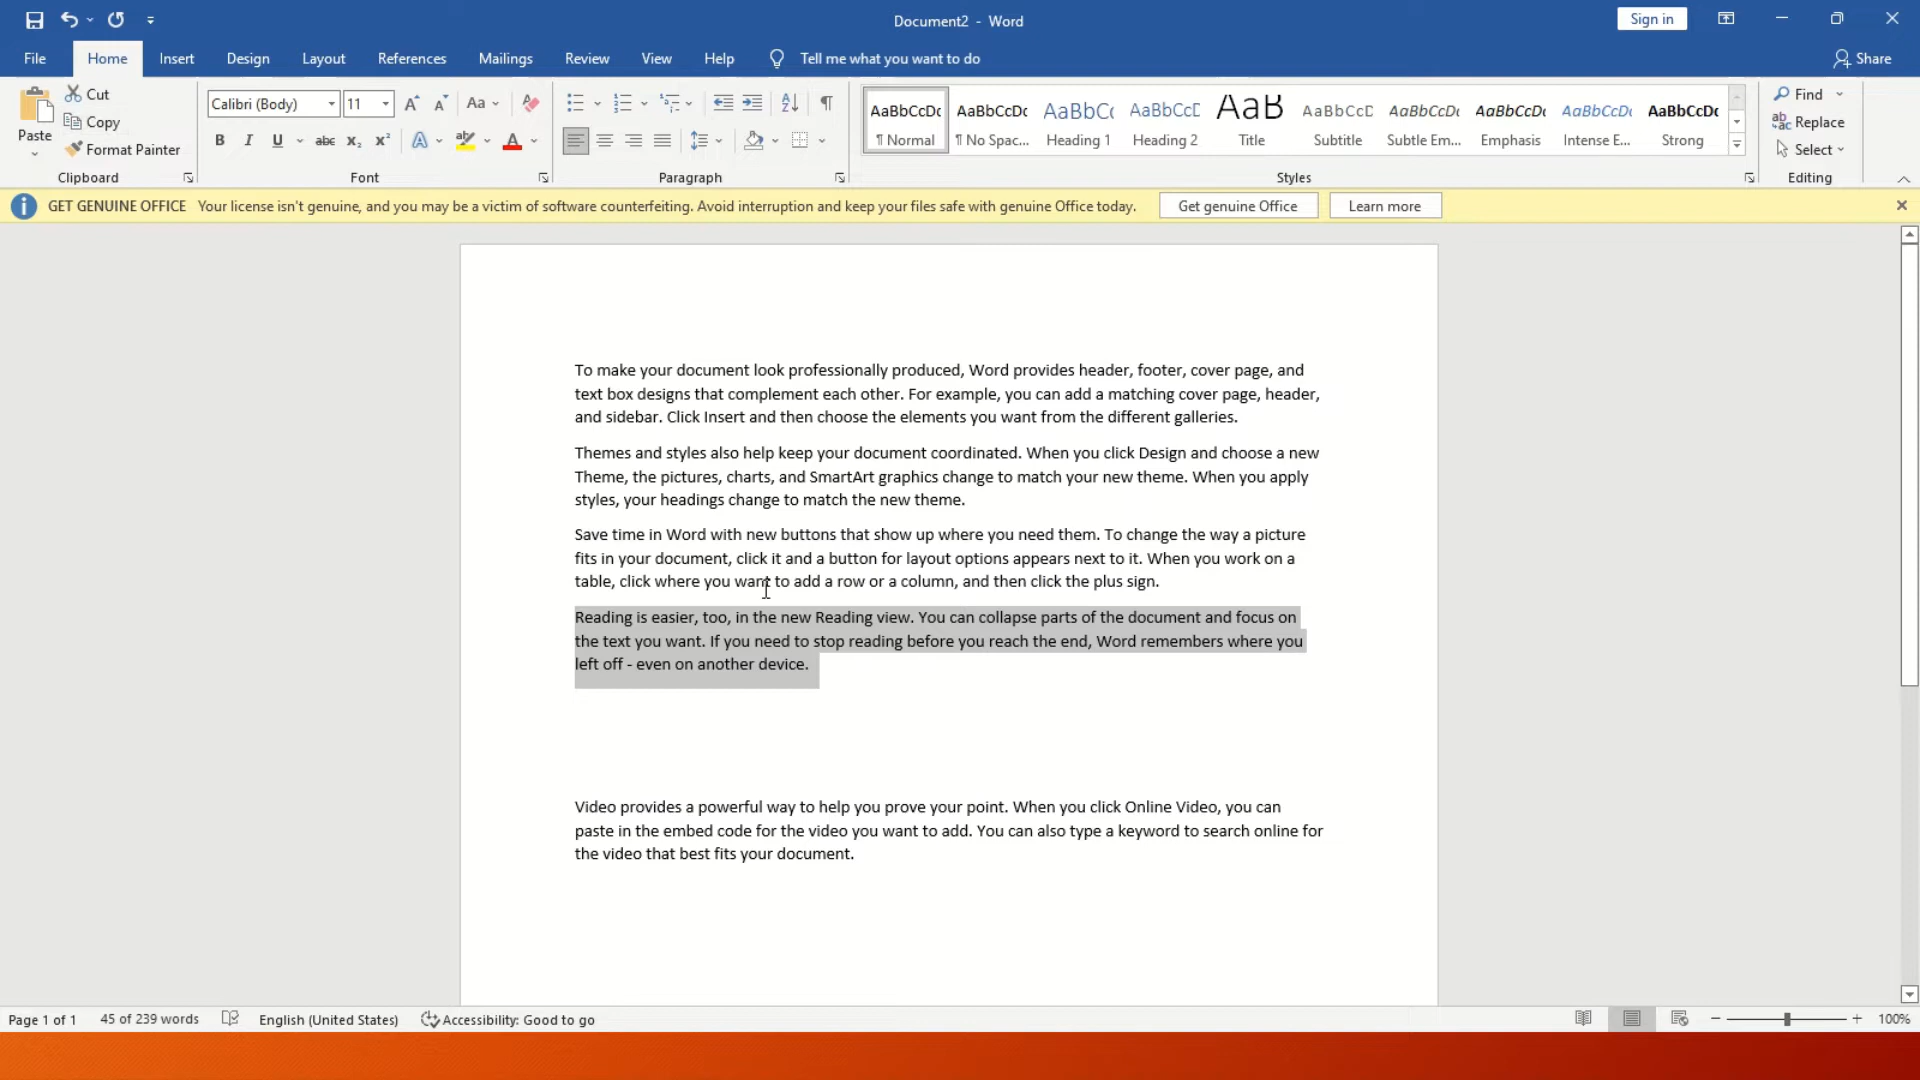 Document2 - Word
Sign in
File Home Insert Design Layout References Mailings Review View Help Tell me what you want to do Share
Paste
Cut
Copy
Format Painter
Clipboard
Calibri (Body) 11 Aa
B I U abc x₂ x² A A
Font
Paragraph
AaBbCcDc AaBbCcDc AaBbC( AaBbCcD AaB AaBbCcD AaBbCcDc AaBbCcDc AaBbCcDc AaBbCcDc
¶ Normal ¶ No Spac... Heading 1 Heading 2 Title Subtitle Subtle Em... Emphasis Intense E... Strong
Styles
Find
Replace
Select
Editing
GET GENUINE OFFICE Your license isn't genuine, and you may be a victim of software counterfeiting. Avoid interruption and keep your files safe with genuine Office today. Get genuine Office Learn more
To make your document look professionally produced, Word provides header, footer, cover page, and
text box designs that complement each other. For example, you can add a matching cover page, header,
and sidebar. Click Insert and then choose the elements you want from the different galleries.
Themes and styles also help keep your document coordinated. When you click Design and choose a new
Theme, the pictures, charts, and SmartArt graphics change to match your new theme. When you apply
styles, your headings change to match the new theme.
Save time in Word with new buttons that show up where you need them. To change the way a picture
fits in your document, click it and a button for layout options appears next to it. When you work on a
table, click where you want to add a row or a column, and then click the plus sign.
Reading is easier, too, in the new Reading view. You can collapse parts of the document and focus on
the text you want. If you need to stop reading before you reach the end, Word remembers where you
left off - even on another device.
Video provides a powerful way to help you prove your point. When you click Online Video, you can
paste in the embed code for the video you want to add. You can also type a keyword to search online for
the video that best fits your document.
Page 1 of 1 45 of 239 words English (United States) Accessibility: Good to go 100%